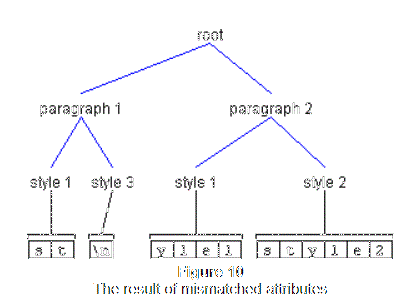 root
paragraph 1 paragraph 2
style 1 style 3 style 1 style 2
s t \n y l e 1 s t y l e 2
Figure 10
The result of mismatched attributes